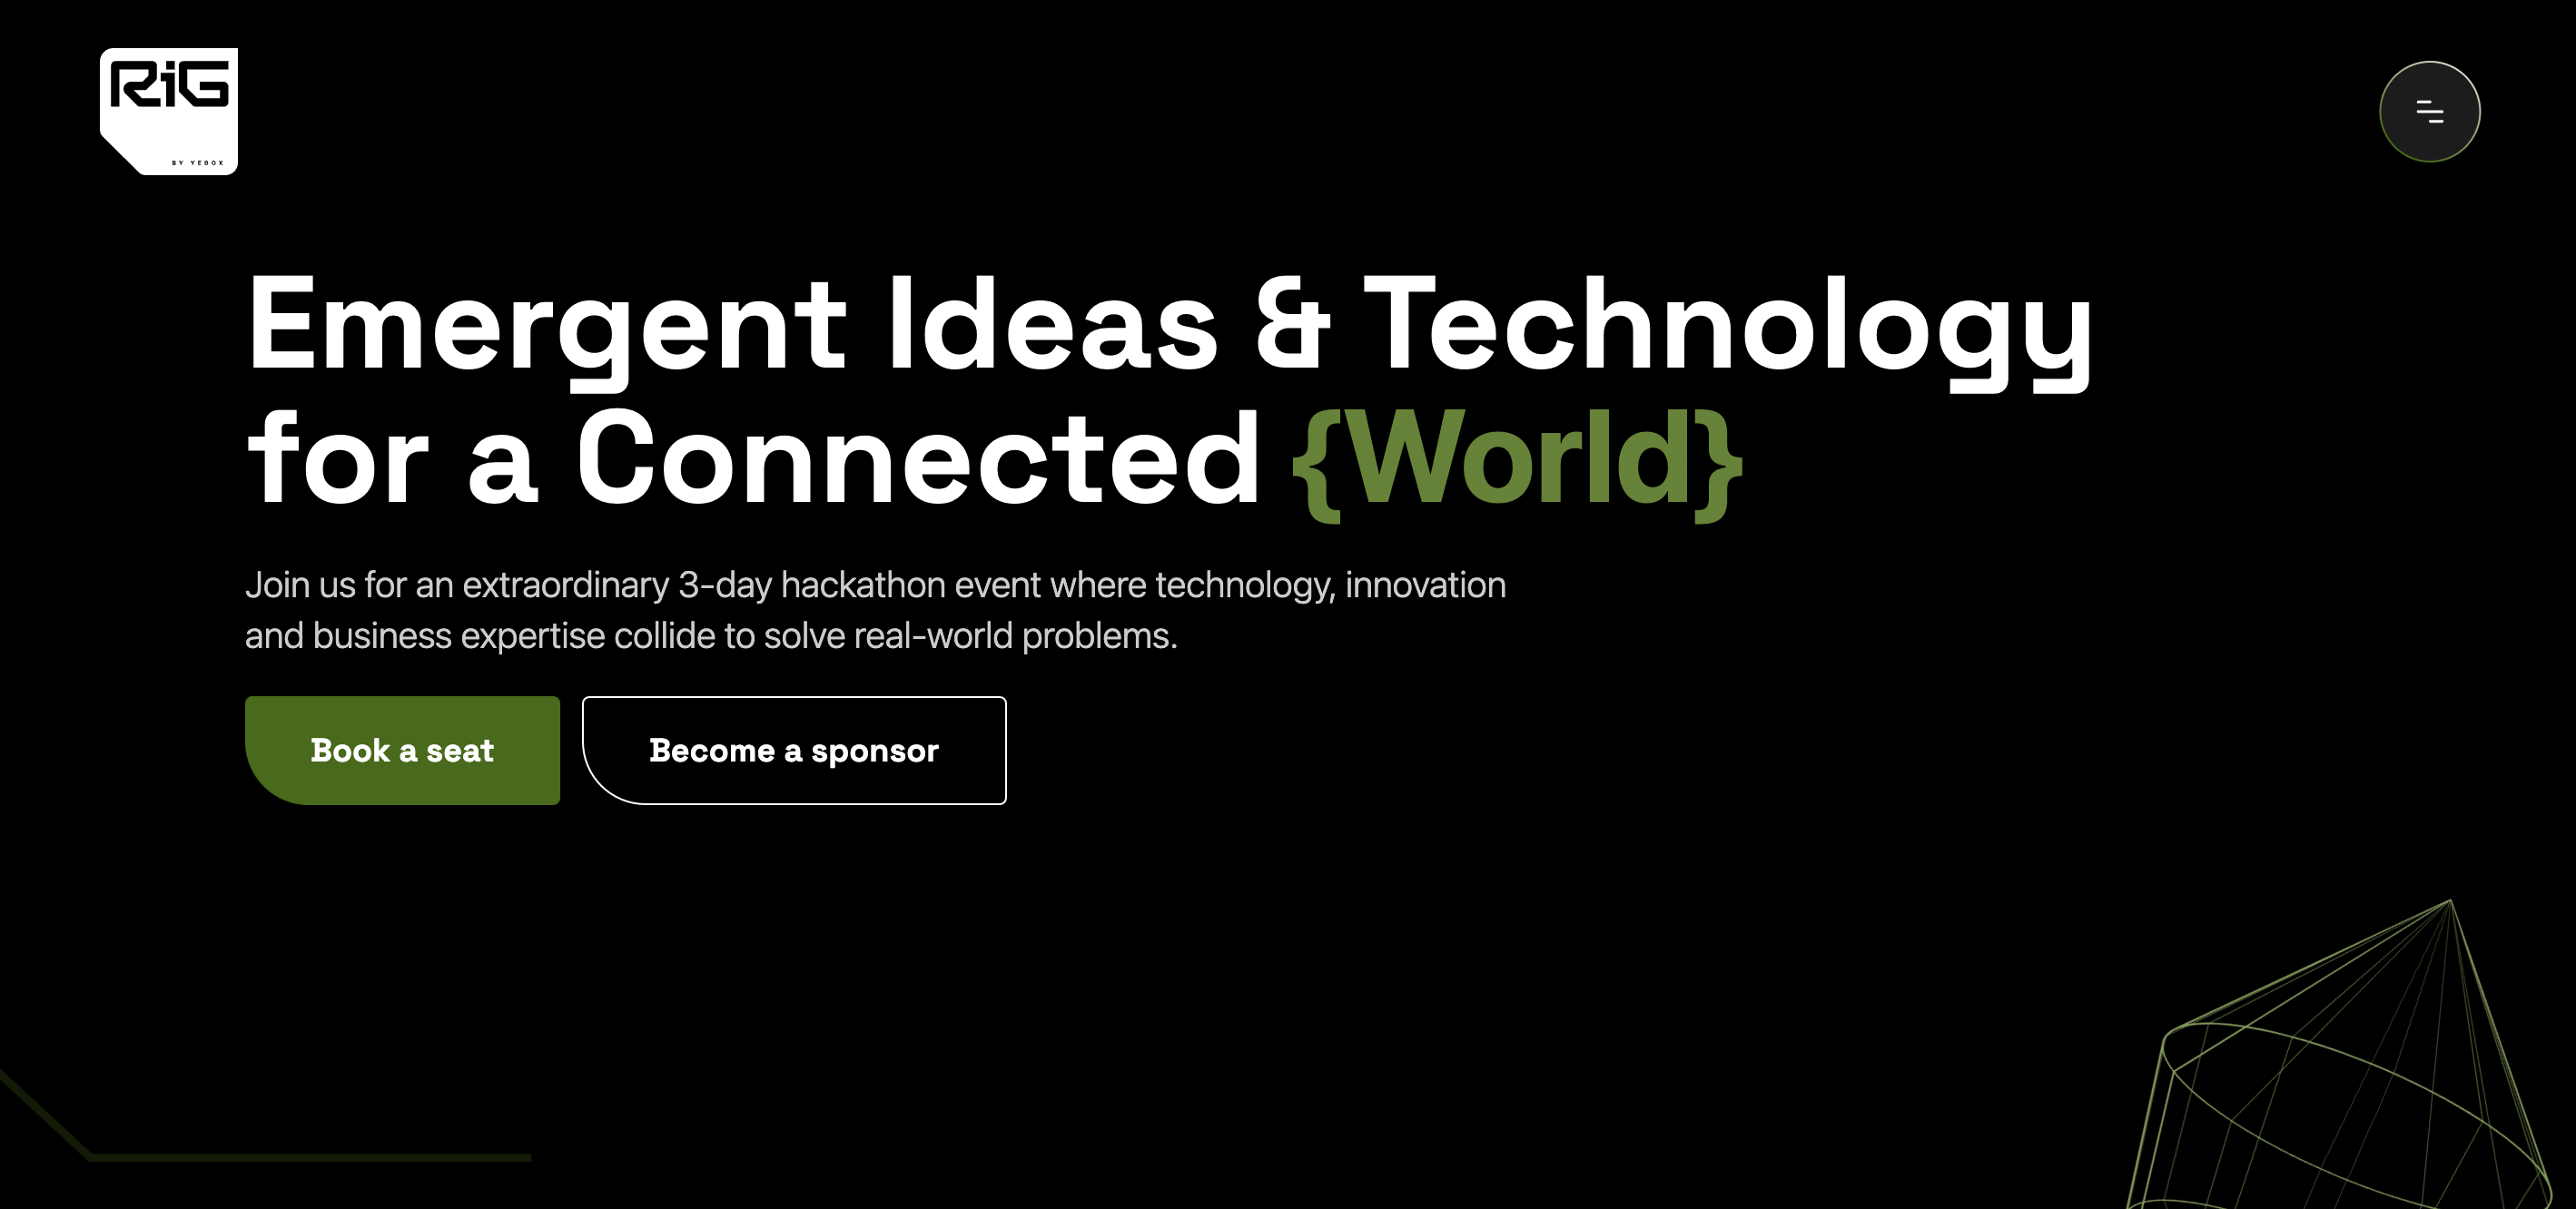 RiG
BY YEBOX
Emergent Ideas & Technology
for a Connected {World}
Join us for an extraordinary 3-day hackathon event where technology, innovation
and business expertise collide to solve real-world problems.
Book a seat
Become a sponsor